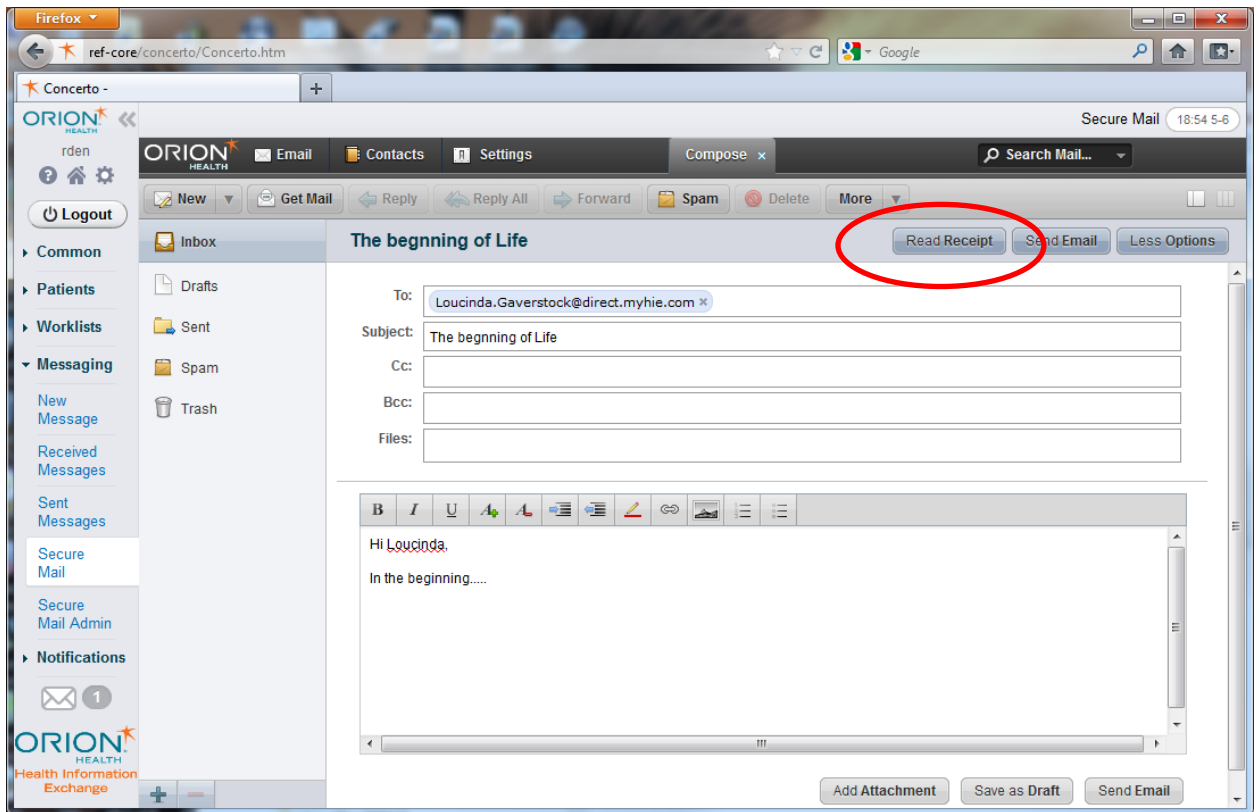 Firefox
ref-core/concerto/Concerto.htm
Google
Concerto -
ORION HEALTH
Secure Mail 18:54 5-6
rden
Logout
Common
Patients
Worklists
Messaging
New
Message
Received
Messages
Sent
Messages
Secure
Mail
Secure
Mail Admin
Notifications
1
ORION
HEALTH
Health Information
Exchange
ORION HEALTH
Email
Contacts
Settings
Compose x
Search Mail...
New
Get Mail
Reply
Reply All
Forward
Spam
Delete
More
Inbox
Drafts
Sent
Spam
Trash
The begnning of Life
Read Receipt
Send Email
Less Options
To: Loucinda.Gaverstock@direct.myhie.com
Subject: The begnning of Life
Cc:
Bcc:
Files:
B I U A A
Hi Loucinda,
In the beginning.....
Add Attachment
Save as Draft
Send Email